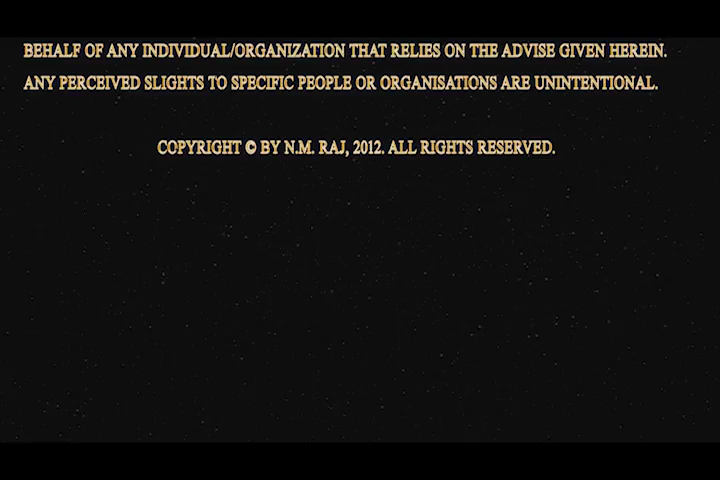 BEHALF OF ANY INDIVIDUAL/ORGANIZATION THAT RELIES ON THE ADVISE GIVEN HEREIN.
ANY PERCEIVED SLIGHTS TO SPECIFIC PEOPLE OR ORGANISATIONS ARE UNINTENTIONAL.
COPYRIGHT © BY N.M. RAJ, 2012. ALL RIGHTS RESERVED.